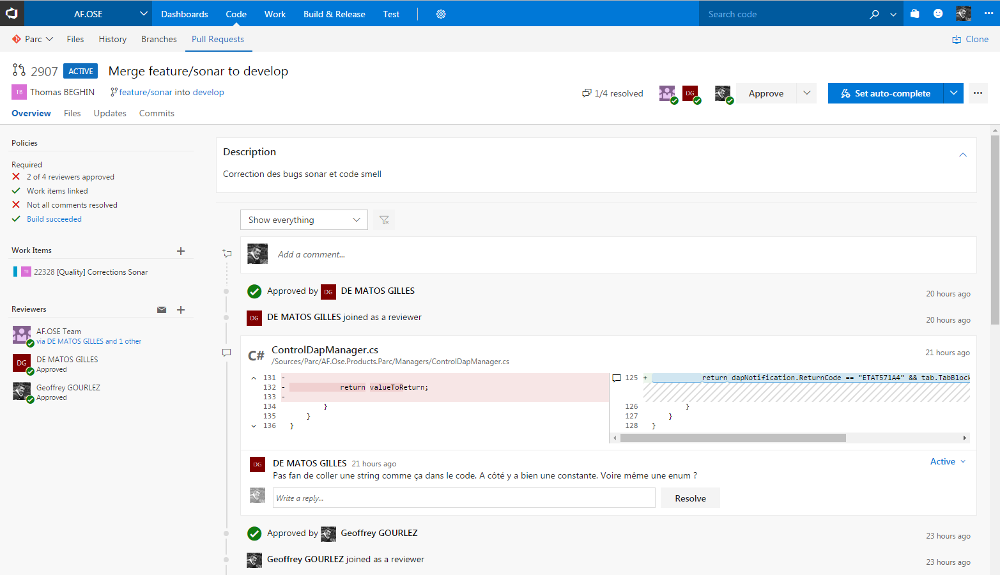 AF.OSE Dashboards Code Work Build & Release Test Search code
Parc Files History Branches Pull Requests Clone
2907 ACTIVE Merge feature/sonar to develop
TB Thomas BEGHIN feature/sonar into develop 1/4 resolved DG Approve Set auto-complete
Overview Files Updates Commits
Policies
Required
2 of 4 reviewers approved
Work items linked
Not all comments resolved
Build succeeded
Work Items
TB 22328 [Quality] Corrections Sonar
Reviewers
AF.OSE Team
via DE MATOS GILLES and 1 other
DG DE MATOS GILLES
Approved
Geoffrey GOURLEZ
Approved
Description
Correction des bugs sonar et code smell
Show everything
Add a comment...
Approved by DG DE MATOS GILLES 20 hours ago
DG DE MATOS GILLES joined as a reviewer 20 hours ago
C# ControlDapManager.cs 21 hours ago
/Sources/Parc/AF.Ose.Products.Parc/Managers/ControlDapManager.cs
131 -
132 - return valueToReturn;
133 -
134 }
135 }
136 }
125 + return dapNotification.ReturnCode == "ETAT571A4" && tab.TabBlock
126 }
127 }
128 }
DG DE MATOS GILLES 21 hours ago Active
Pas fan de coller une string comme ça dans le code. A côté y a bien une constante. Voire même une enum ?
Write a reply...
Resolve
Approved by Geoffrey GOURLEZ 23 hours ago
Geoffrey GOURLEZ joined as a reviewer 23 hours ago